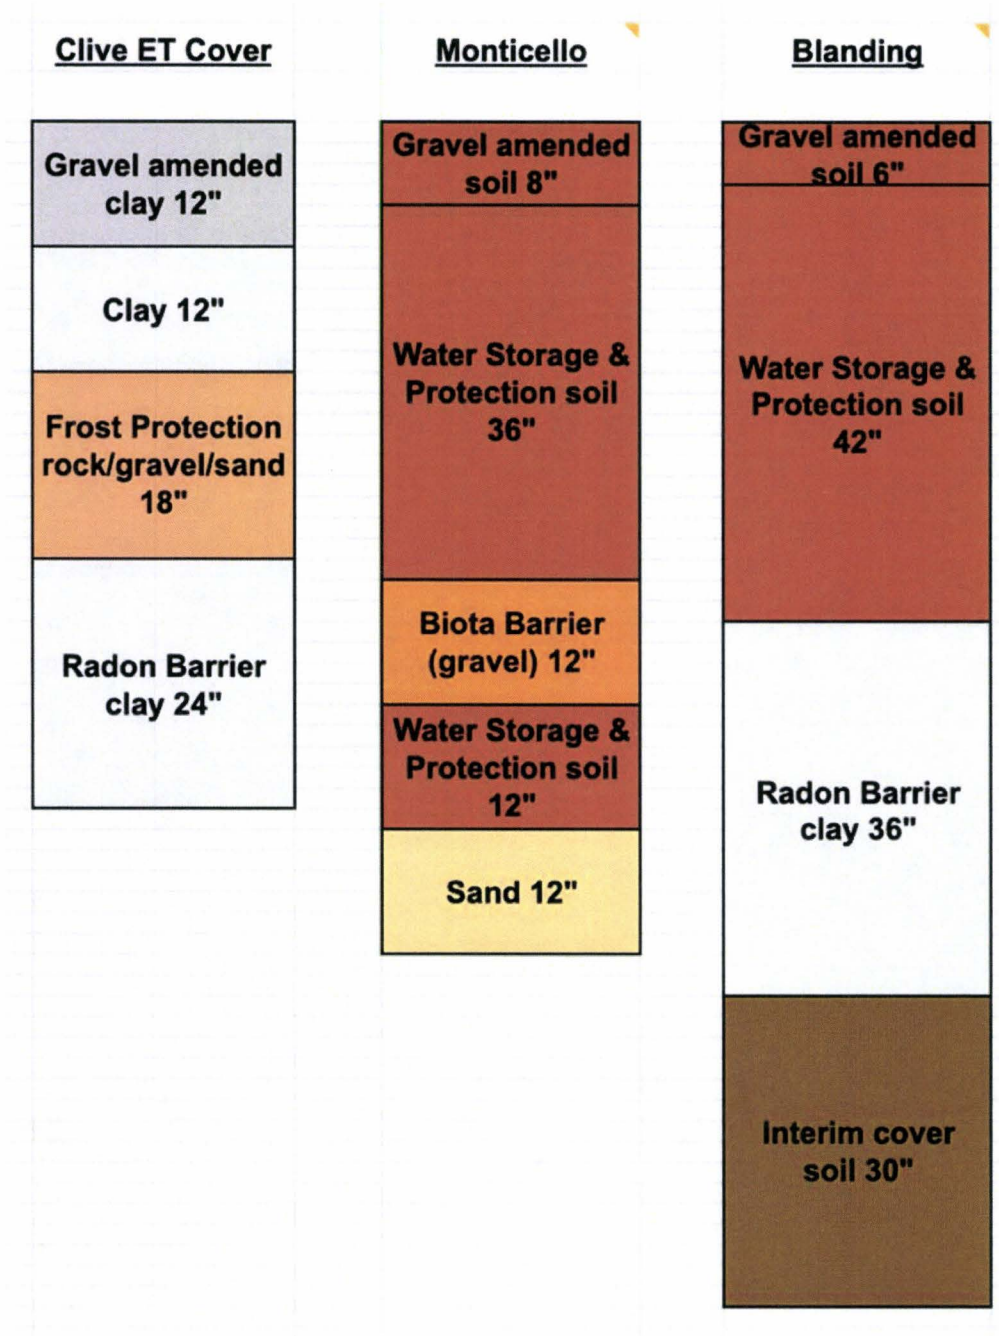 Clive ET Cover
Gravel amended
clay 12"
Clay 12"
Frost Protection
rock/gravel/sand
18"
Radon Barrier
clay 24"
Monticello
Gravel amended
soil 8"
Water Storage &
Protection soil
36"
Biota Barrier
(gravel) 12"
Water Storage &
Protection soil
12"
Sand 12"
Blanding
Gravel amended
soil 6"
Water Storage &
Protection soil
42"
Radon Barrier
clay 36"
Interim cover
soil 30"